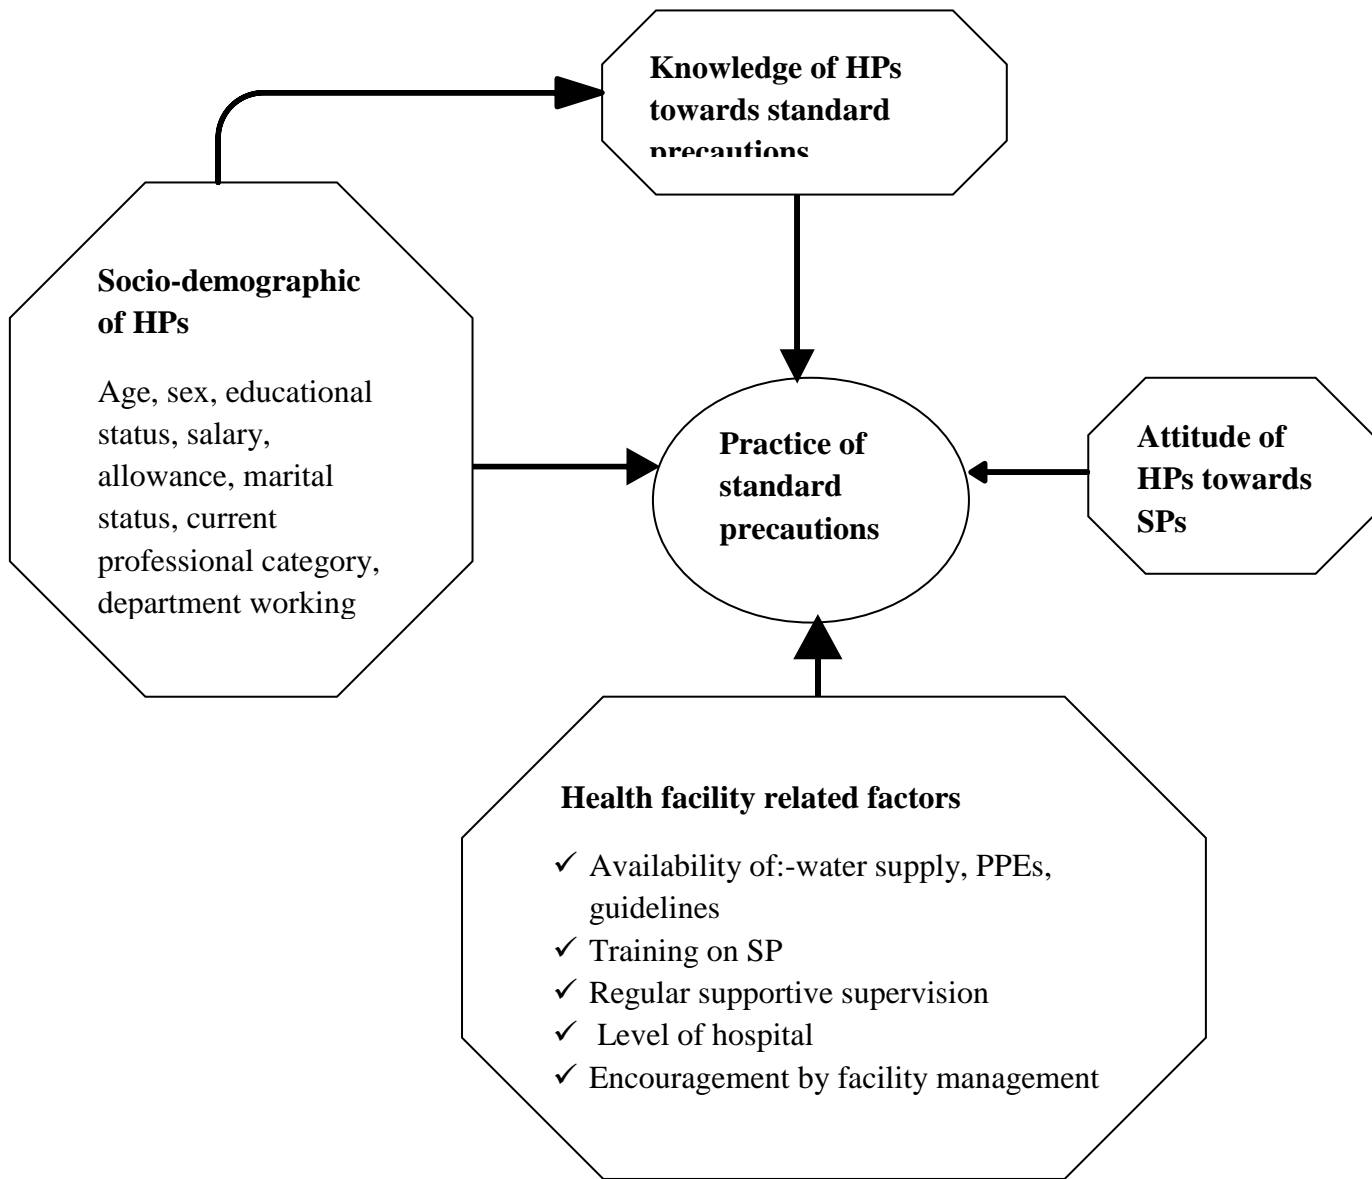 Knowledge of HPs
towards standard
precautions
Socio-demographic
of HPs
Age, sex, educational
status, salary,
allowance, marital
status, current
professional category,
department working
Practice of
standard
precautions
Attitude of
HPs towards
SPs
Health facility related factors
✓ Availability of:-water supply, PPEs,
guidelines
✓ Training on SP
✓ Regular supportive supervision
✓ Level of hospital
✓ Encouragement by facility management